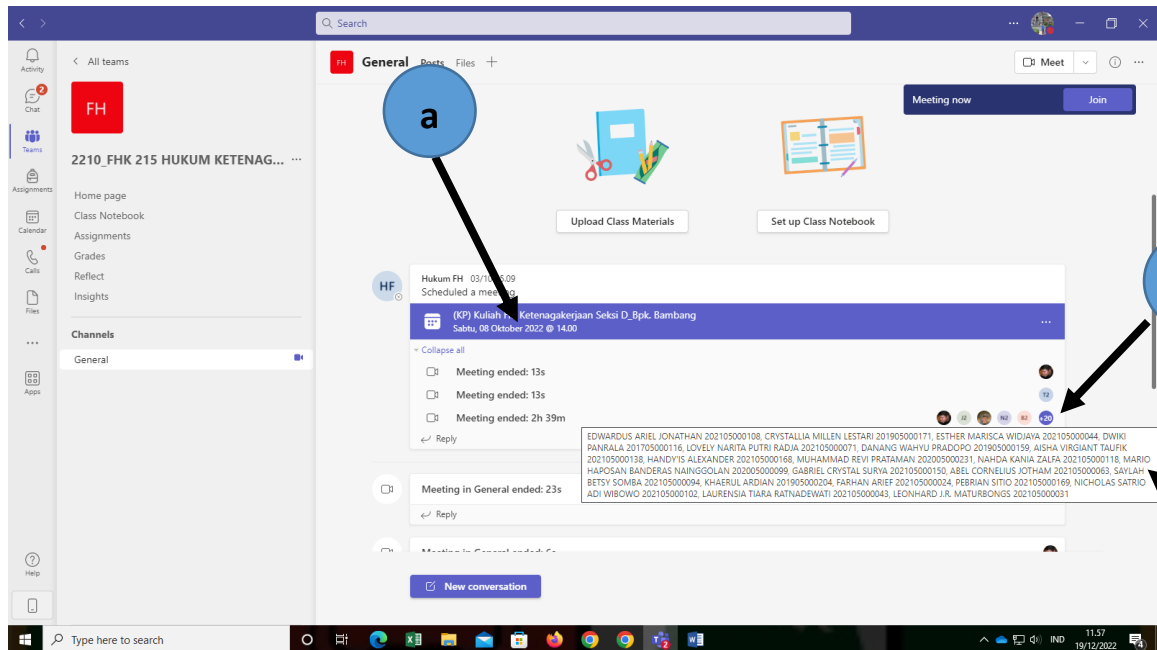 Search
Activity
Chat
2
Teams
Assignments
Calendar
Calls
Files
Apps
Help
All teams
FH
2210_FHK 215 HUKUM KETENAG...
Home page
Class Notebook
Assignments
Grades
Reflect
Insights
Channels
General
FH General Posts Files
Meet
Meeting now Join
a
Upload Class Materials Set up Class Notebook
HF Hukum FH
Scheduled a meeting
(KP) Kuliah Ketenagakerjaan Seksi D_Bpk. Bambang
Sabtu, 08 Oktober 2022 @ 14.00
Collapse all
Meeting ended: 13s
Meeting ended: 13s T2
Meeting ended: 2h 39m J2 N2 B2 +20
Reply
EDWARDUS ARIEL JONATHAN 202105000108, CRYSTALLIA MILLEN LESTARI 201905000171, ESTHER MARISCA WIDJAYA 202105000044, DWIKI
PANRALA 201705000116, LOVELY NARITA PUTRI RADJA 202105000071, DANANG WAHYU PRADOPO 201905000159, AISHA VIRGIANT TAUFIK
202105000138, HANDY'IS ALEXANDER 202105000168, MUHAMMAD REVI PRATAMAN 202005000231, NAHDA KANIA ZALFA 202105000118, MARIO
HAPOSAN BANDERAS NAINGGOLAN 202005000099, GABRIEL CRYSTAL SURYA 202105000150, ABEL CORNELIUS JOTHAM 202105000063, SAYLAH
BETSY SOMBA 202105000094, KHAERUL ARDIAN 201905000204, FARHAN ARIEF 202105000024, PEBRIAN SITIO 202105000169, NICHOLAS SATRIO
ADI WIBOWO 202105000102, LAURENSIA TIARA RATNADEWATI 202105000043, LEONHARD J.R. MATURBONGS 202105000031
Meeting in General ended: 23s
Reply
Meeting in General ended: 6s
New conversation
Type here to search
2
IND
11.57
19/12/2022
4